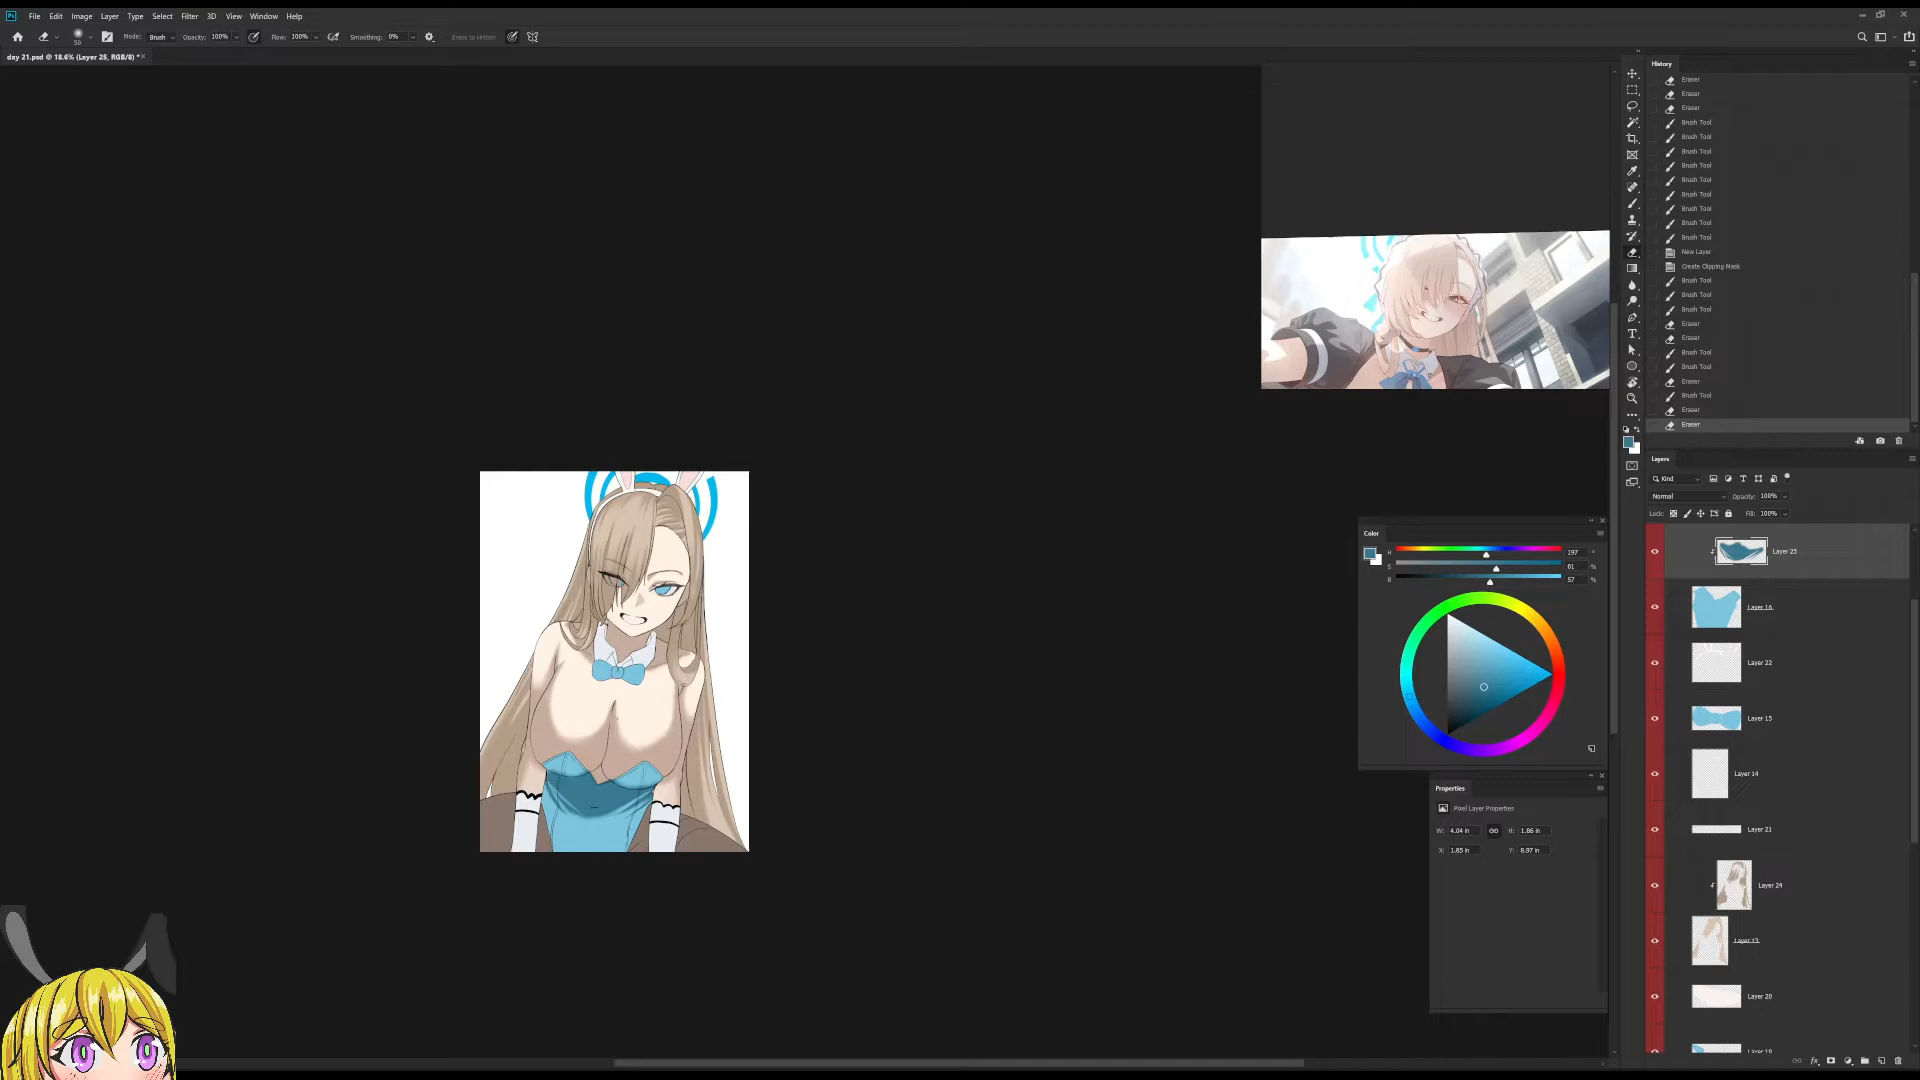 File Edit Image Layer Type Select Filter 3D View Window Help
50 Mode: Brush Opacity: 100% Flow: 100% Smoothing: 0% Erase to History
day 21.psd @ 18.6% (Layer 25, RGB/8) *
History
Eraser
Eraser
Eraser
Brush Tool
Brush Tool
Brush Tool
Brush Tool
Brush Tool
Brush Tool
Brush Tool
Brush Tool
Brush Tool
New Layer
Create Clipping Mask
Brush Tool
Brush Tool
Brush Tool
Eraser
Eraser
Brush Tool
Brush Tool
Eraser
Brush Tool
Eraser
Eraser
Layers
Kind
Normal Opacity: 100%
Lock: Fill: 100%
Layer 25
Layer 16
Layer 22
Layer 15
Layer 14
Layer 21
Layer 24
Layer 13
Layer 20
Layer 19
Color
H 197 °
S 61 %
B 57 %
Properties
Pixel Layer Properties
W: 4.04 in H: 1.86 in
X: 1.85 in Y: 8.97 in